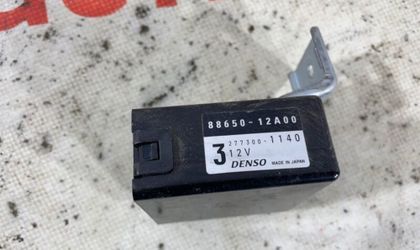 88650-12A00
3
277300-1140
12V
DENSO MADE IN JAPAN